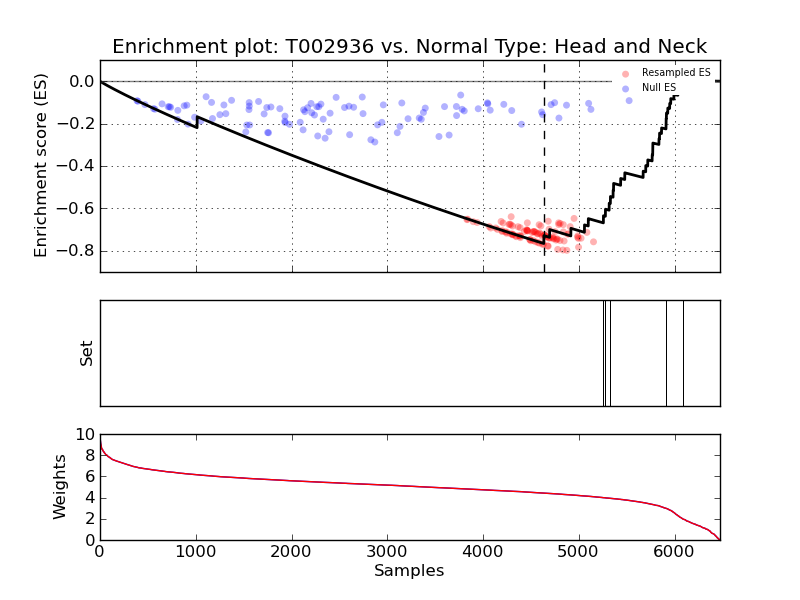 Enrichment plot: T002936 vs. Normal Type: Head and Neck
Enrichment score (ES)
0.0
−0.2
−0.4
−0.6
−0.8
Resampled ES
Null ES
Set
Weights
10
8
6
4
2
0
0 1000 2000 3000 4000 5000 6000
Samples